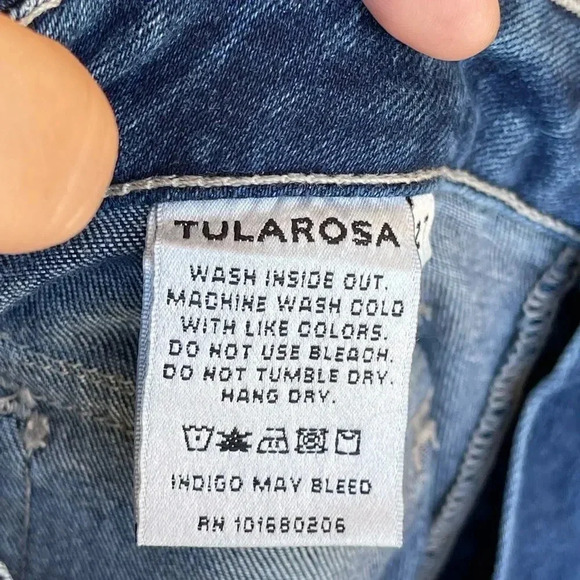 TULAROSA
WASH INSIDE OUT.
MACHINE WASH COLD
WITH LIKE COLORS.
DO NOT USE BLEACH.
DO NOT TUMBLE DRY.
HANG DRY.
INDIGO MAY BLEED
RN 101680206